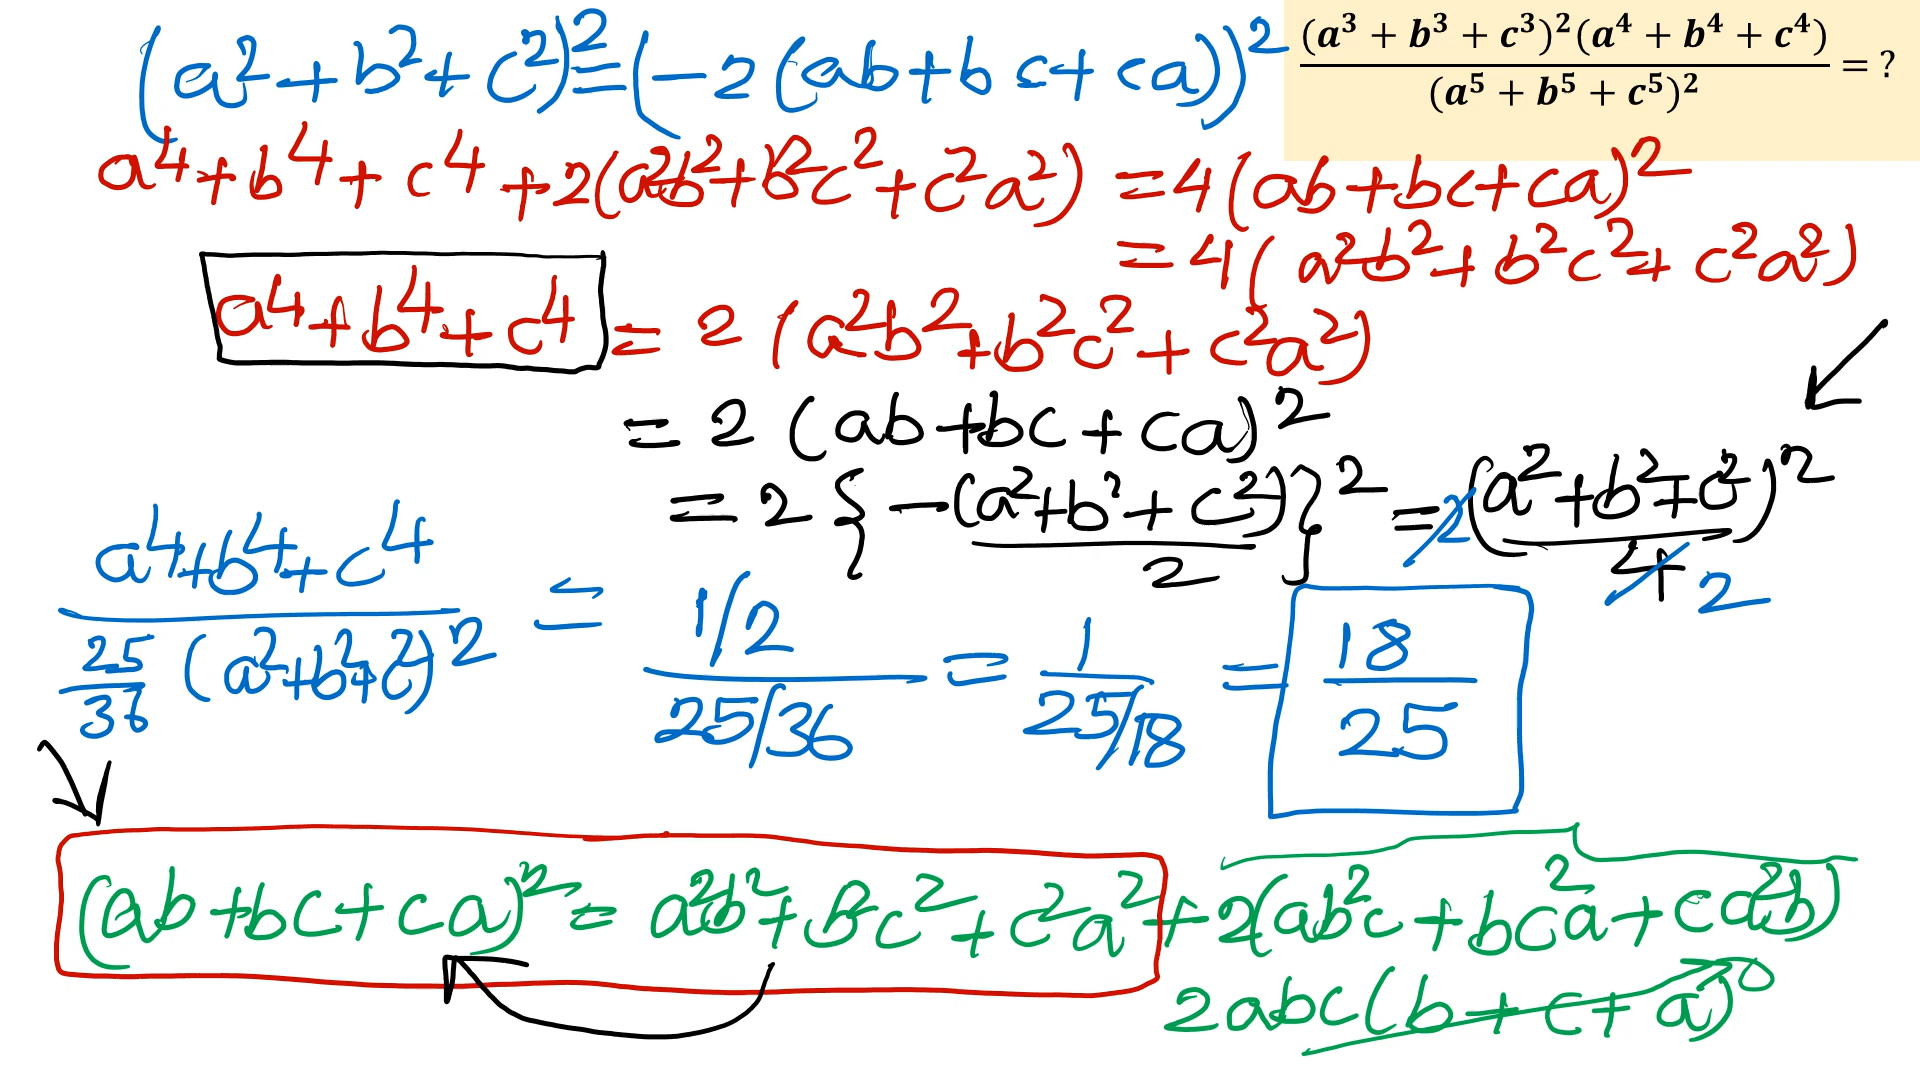 (a² + b² + c²)² = (-2 (ab + bc + ca))²
(a³ + b³ + c³)²(a⁴ + b⁴ + c⁴) / (a⁵ + b⁵ + c⁵)² = ?
a⁴ + b⁴ + c⁴ + 2(a²b² + b²c² + c²a²) = 4(ab + bc + ca)²
= 4(a²b² + b²c² + c²a²)
a⁴ + b⁴ + c⁴ = 2(a²b² + b²c² + c²a²)
= 2(ab + bc + ca)²
= 2{-(a² + b² + c²)/2}² = 2(a² + b² + c²)²/4 2
a⁴ + b⁴ + c⁴ / 25/36 (a² + b² + c²)² = 1/2 / 25/36 = 1 / 25/18 = 18/25
(ab + bc + ca)² = a²b² + b²c² + c²a² + 2(ab²c + bc²a + ca²b)
2abc(b + c + a) 0